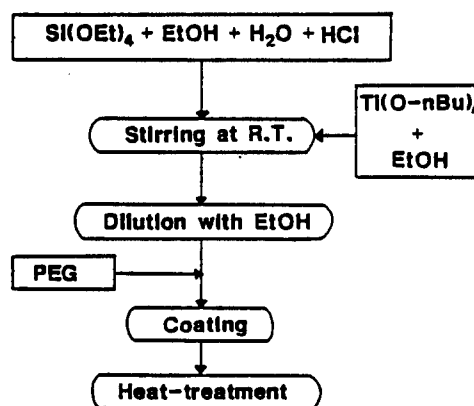 Si(OEt)4 + EtOH + H2O + HCl
Ti(O-nBu)4
+
EtOH
Stirring at R.T.
Dilution with EtOH
PEG
Coating
Heat-treatment